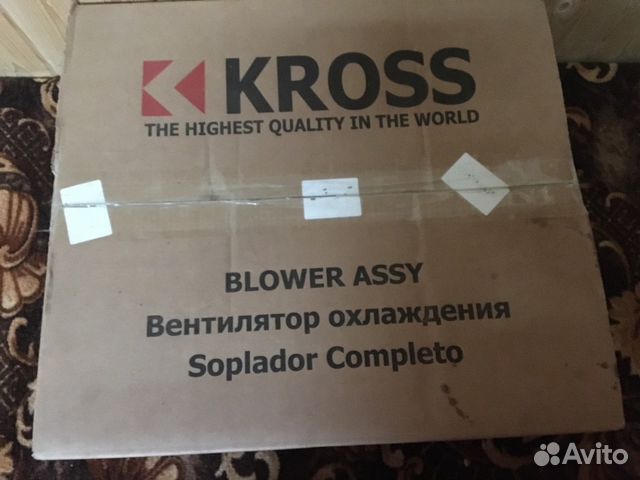 KROSS
THE HIGHEST QUALITY IN THE WORLD
BLOWER ASSY
Вентилятор охлаждения
Soplador Completo
Avito